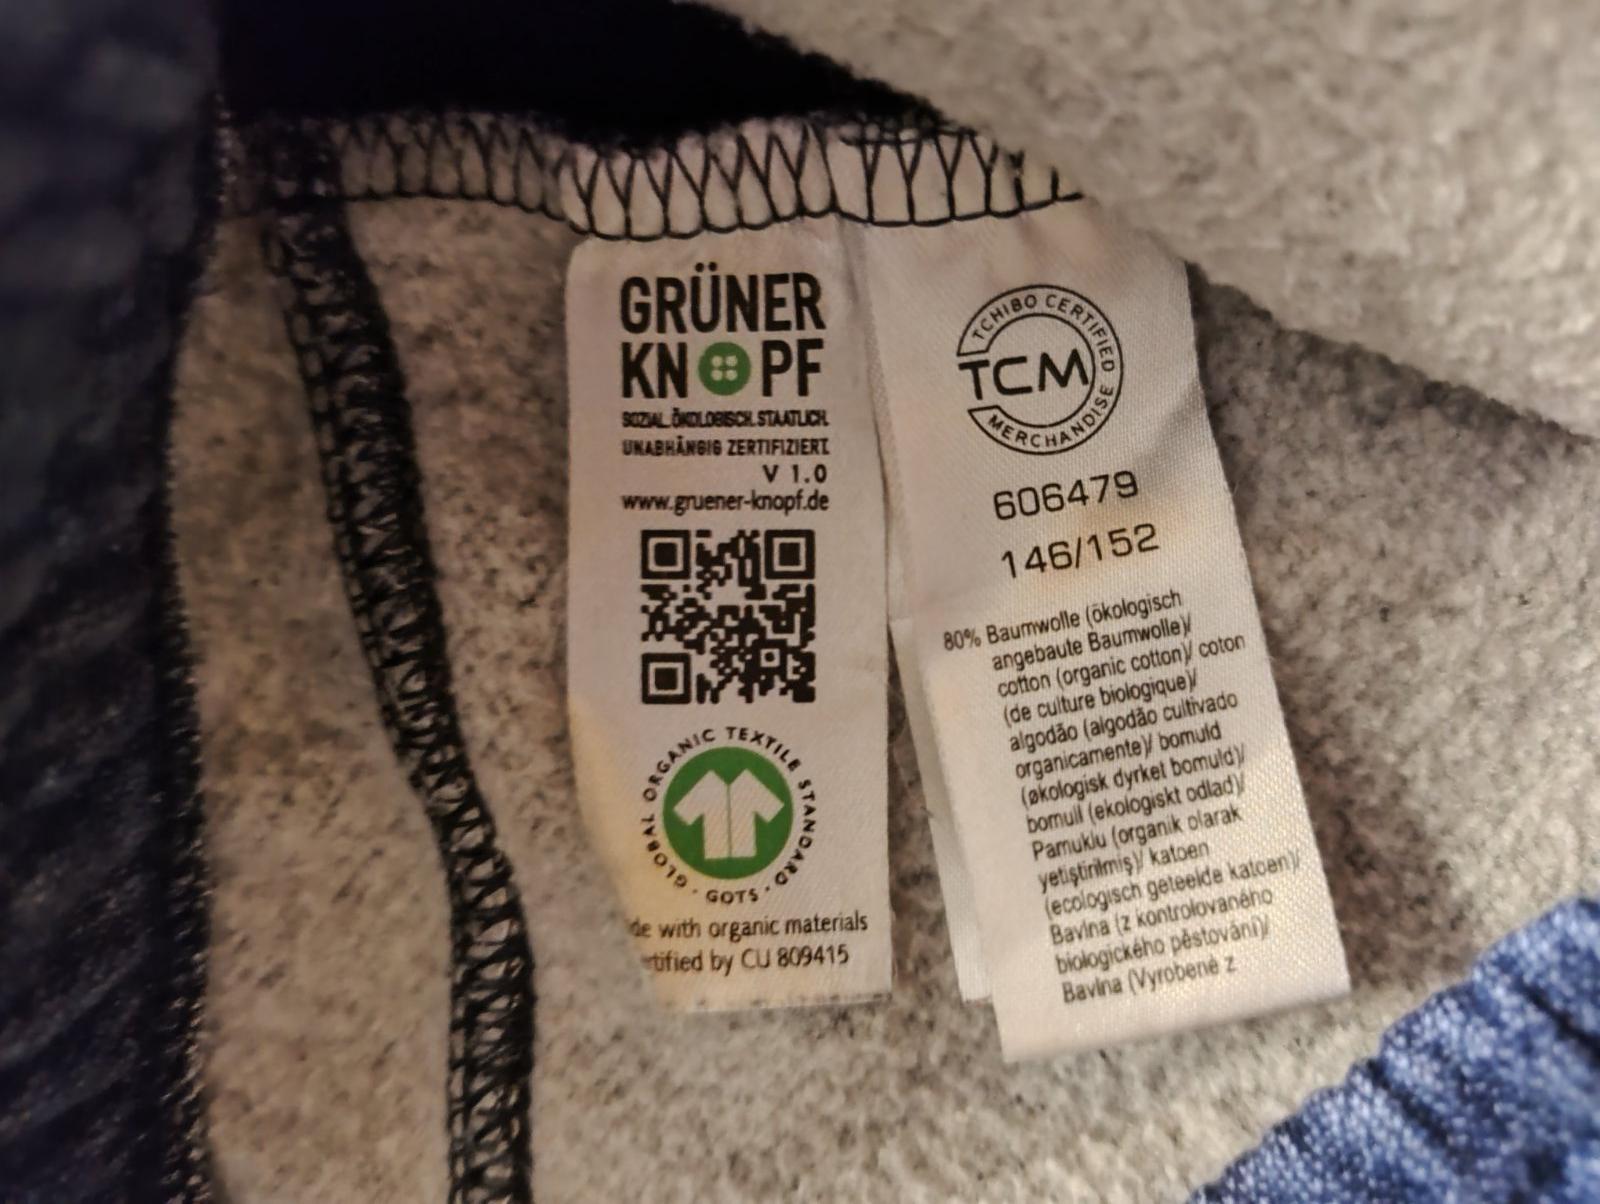 GRÜNER
KNOPF
SOZIAL. ÖKOLOGISCH. STAATLICH.
UNABHÄNGIG ZERTIFIZIERT.
V 1.0
www.gruener-knopf.de
GLOBAL ORGANIC TEXTILE STANDARD · GOTS ·
de with organic materials
rtified by CU 809415
TCHIBO CERTIFIED
TCM
MERCHANDISE
606479
146/152
80% Baumwolle (ökologisch
angebaute Baumwolle)/
cotton (organic cotton)/ coton
(de culture biologique)/
algodão (algodão cultivado
organicamente)/ bomuld
(økologisk dyrket bomuld)/
bomull (ekologiskt odlad)/
Pamuklu (organik olarak
yetiştirilmiş)/ katoen
(ecologisch geteelde katoen)/
Bavlna (z kontrolovaného
biologického pěstování)/
Bavlna (Vyrobené z